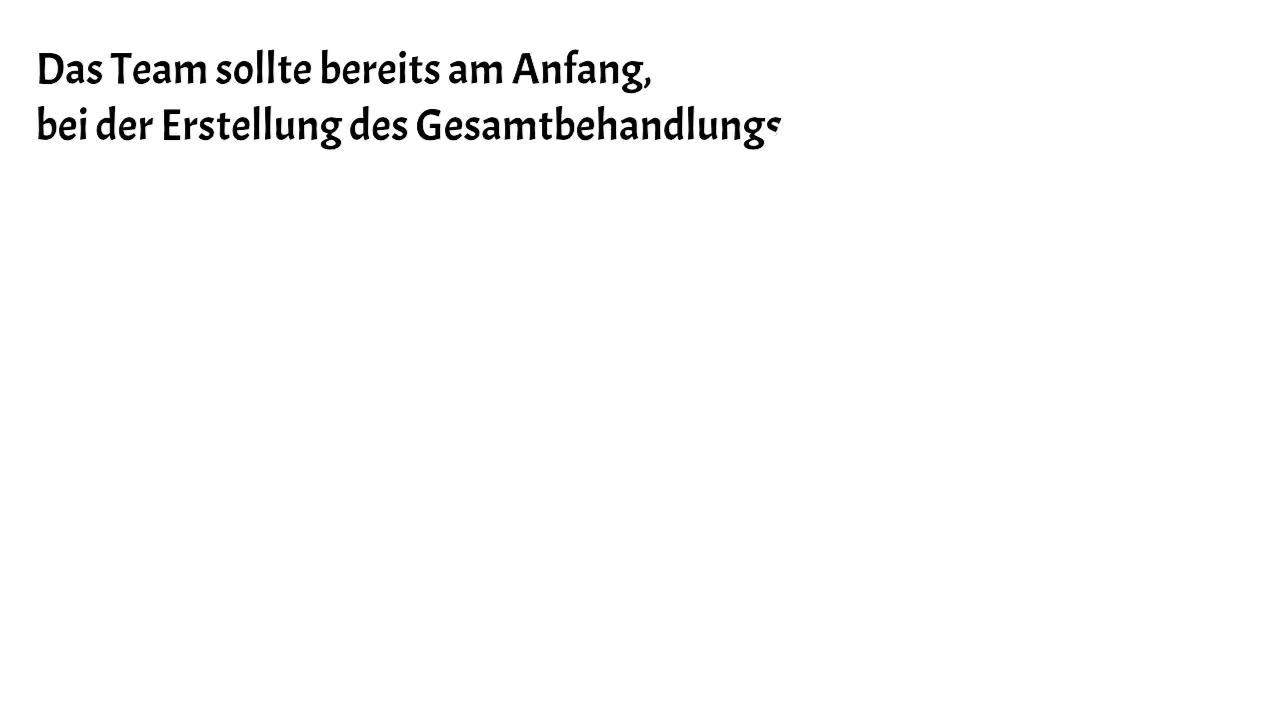 Das Team sollte bereits am Anfang,
bei der Erstellung des Gesamtbehandlungs